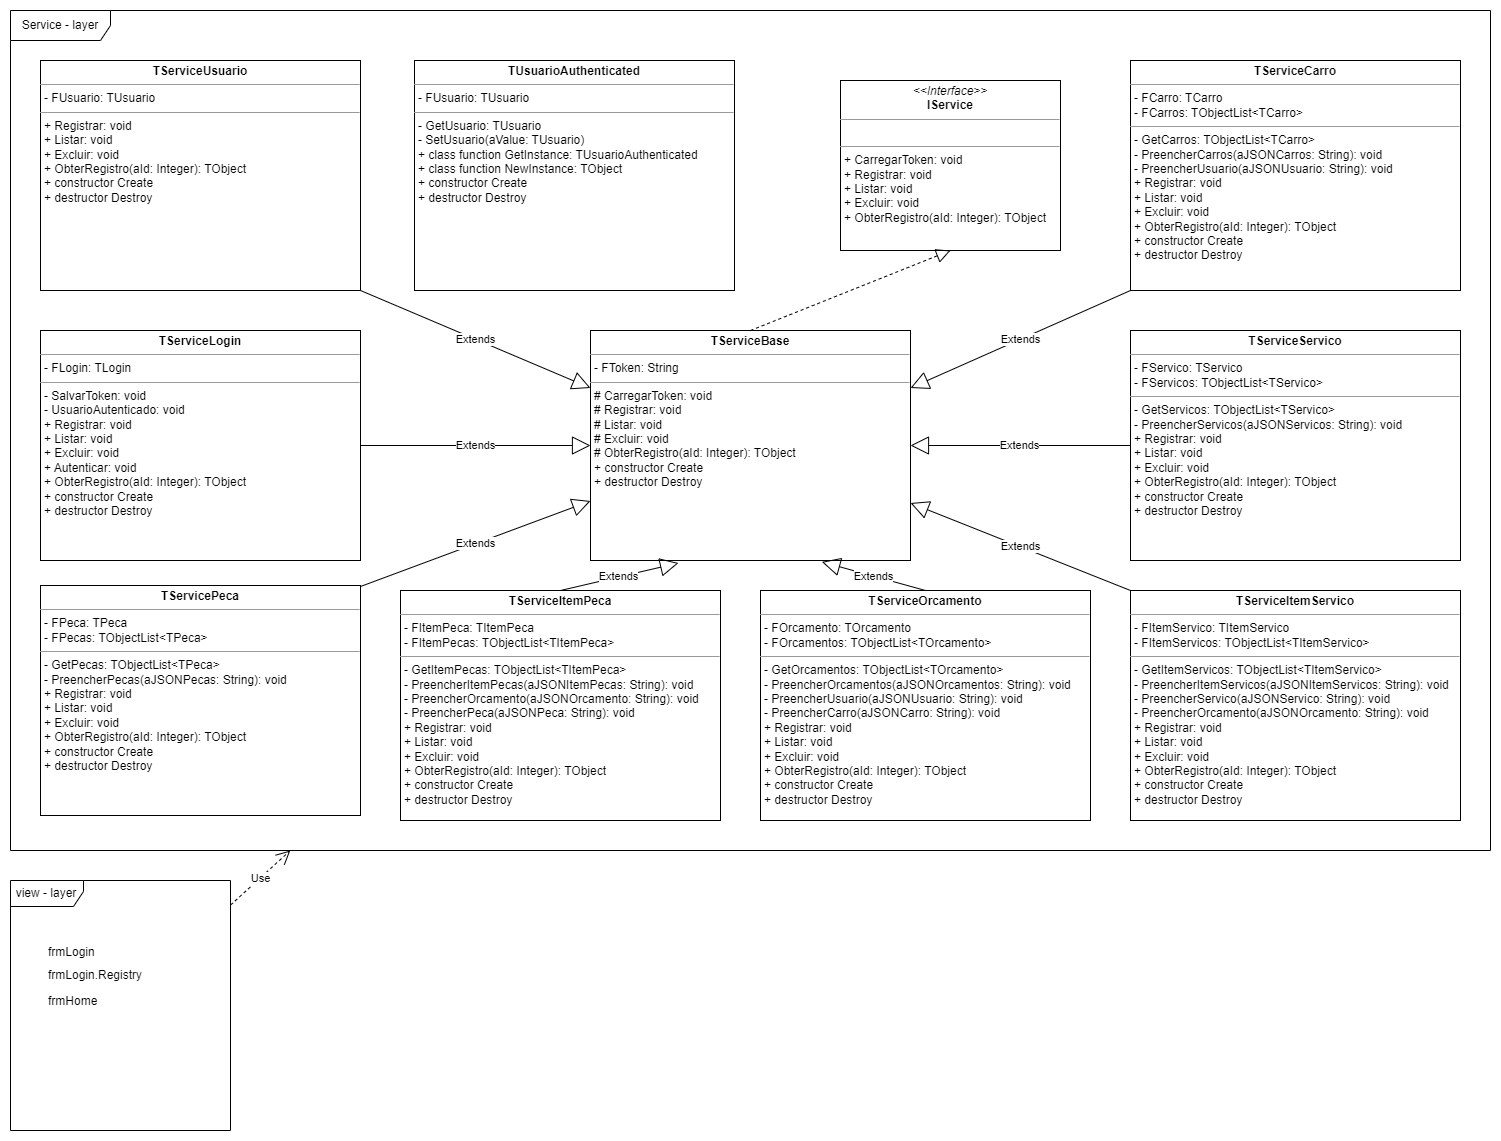 Service - layer
TServiceUsuario
- FUsuario: TUsuario
+ Registrar: void
+ Listar: void
+ Excluir: void
+ ObterRegistro(aId: Integer): TObject
+ constructor Create
+ destructor Destroy
TUsuarioAuthenticated
- FUsuario: TUsuario
- GetUsuario: TUsuario
- SetUsuario(aValue: TUsuario)
+ class function GetInstance: TUsuarioAuthenticated
+ class function NewInstance: TObject
+ constructor Create
+ destructor Destroy
<<Interface>>
IService
+ CarregarToken: void
+ Registrar: void
+ Listar: void
+ Excluir: void
+ ObterRegistro(aId: Integer): TObject
TServiceCarro
- FCarro: TCarro
- FCarros: TObjectList<TCarro>
- GetCarros: TObjectList<TCarro>
- PreencherCarros(aJSONCarros: String): void
- PreencherUsuario(aJSONUsuario: String): void
+ Registrar: void
+ Listar: void
+ Excluir: void
+ ObterRegistro(aId: Integer): TObject
+ constructor Create
+ destructor Destroy
Extends
Extends
TServiceLogin
- FLogin: TLogin
- SalvarToken: void
- UsuarioAutenticado: void
+ Registrar: void
+ Listar: void
+ Excluir: void
+ Autenticar: void
+ ObterRegistro(aId: Integer): TObject
+ constructor Create
+ destructor Destroy
Extends
TServiceBase
- FToken: String
# CarregarToken: void
# Registrar: void
# Listar: void
# Excluir: void
# ObterRegistro(aId: Integer): TObject
+ constructor Create
+ destructor Destroy
Extends
TServiceServico
- FServico: TServico
- FServicos: TObjectList<TServico>
- GetServicos: TObjectList<TServico>
- PreencherServicos(aJSONServicos: String): void
+ Registrar: void
+ Listar: void
+ Excluir: void
+ ObterRegistro(aId: Integer): TObject
+ constructor Create
+ destructor Destroy
Extends
Extends
Extends
Extends
TServicePeca
- FPeca: TPeca
- FPecas: TObjectList<TPeca>
- GetPecas: TObjectList<TPeca>
- PreencherPecas(aJSONPecas: String): void
+ Registrar: void
+ Listar: void
+ Excluir: void
+ ObterRegistro(aId: Integer): TObject
+ constructor Create
+ destructor Destroy
TServiceItemPeca
- FItemPeca: TItemPeca
- FItemPecas: TObjectList<TItemPeca>
- GetItemPecas: TObjectList<TItemPeca>
- PreencherItemPecas(aJSONItemPecas: String): void
- PreencherOrcamento(aJSONOrcamento: String): void
- PreencherPeca(aJSONPeca: String): void
+ Registrar: void
+ Listar: void
+ Excluir: void
+ ObterRegistro(aId: Integer): TObject
+ constructor Create
+ destructor Destroy
TServiceOrcamento
- FOrcamento: TOrcamento
- FOrcamentos: TObjectList<TOrcamento>
- GetOrcamentos: TObjectList<TOrcamento>
- PreencherOrcamentos(aJSONOrcamentos: String): void
- PreencherUsuario(aJSONUsuario: String): void
- PreencherCarro(aJSONCarro: String): void
+ Registrar: void
+ Listar: void
+ Excluir: void
+ ObterRegistro(aId: Integer): TObject
+ constructor Create
+ destructor Destroy
TServiceItemServico
- FItemServico: TItemServico
- FItemServicos: TObjectList<TItemServico>
- GetItemServicos: TObjectList<TItemServico>
- PreencherItemServicos(aJSONItemServicos: String): void
- PreencherServico(aJSONServico: String): void
- PreencherOrcamento(aJSONOrcamento: String): void
+ Registrar: void
+ Listar: void
+ Excluir: void
+ ObterRegistro(aId: Integer): TObject
+ constructor Create
+ destructor Destroy
Use
view - layer
frmLogin
frmLogin.Registry
frmHome